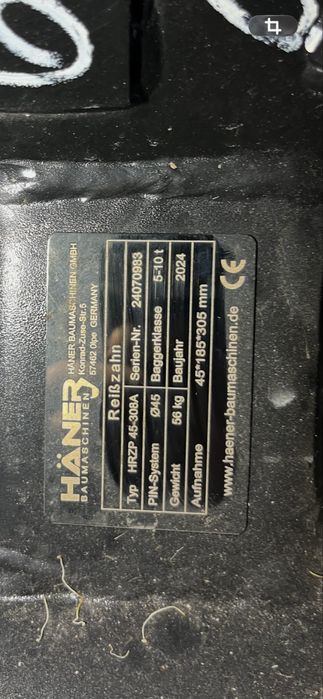 HÄNER
BAUMASCHINEN
HÄNER BAUMASCHINEN GMBH
Konrad-Zuse-Str.5
57462 Olpe GERMANY
Reißzahn
Typ HRZP 45-308A Serien-Nr. 24070983
PIN-System Ø45 Baggerklasse 5-10 t
Gewicht 56 kg Baujahr 2024
Aufnahme 45*185*305 mm
www.haener-baumaschinen.de CE